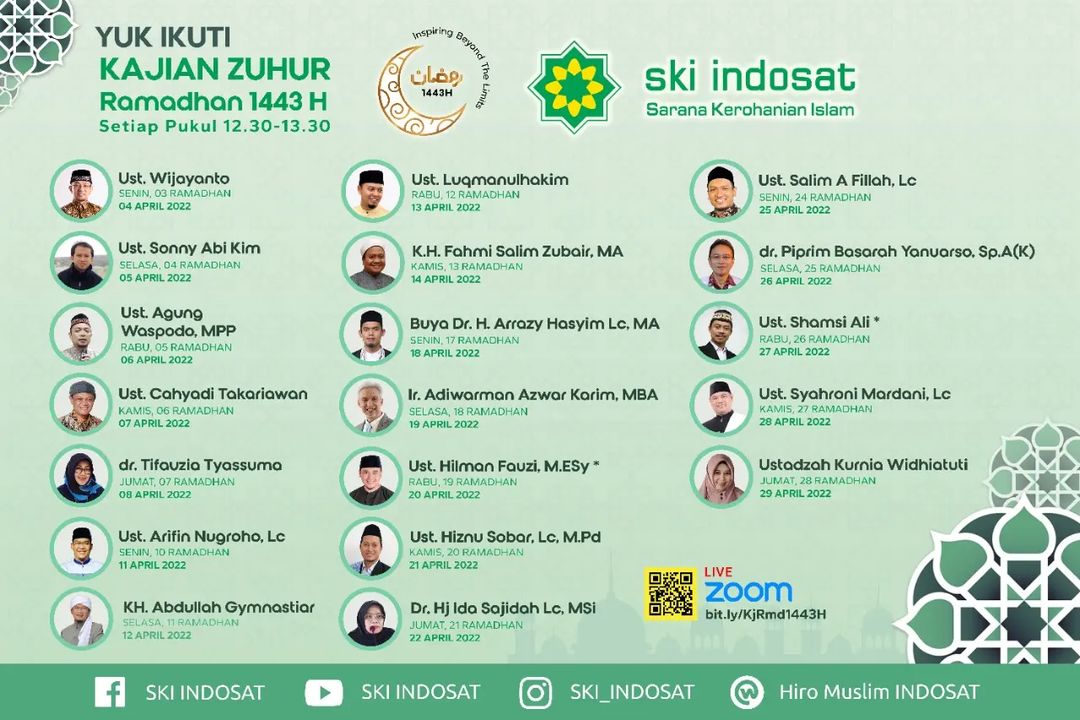 YUK IKUTI
KAJIAN ZUHUR
Ramadhan 1443 H
Setiap Pukul 12.30-13.30
Inspiring Beyond The Limits
رمضان
1443H
ski indosat
Sarana Kerohanian Islam
Ust. Wijayanto
SENIN, 03 RAMADHAN
04 APRIL 2022
Ust. Sonny Abi Kim
SELASA, 04 RAMADHAN
05 APRIL 2022
Ust. Agung
Waspodo, MPP
RABU, 05 RAMADHAN
06 APRIL 2022
Ust. Cahyadi Takariawan
KAMIS, 06 RAMADHAN
07 APRIL 2022
dr. Tifauzia Tyassuma
JUMAT, 07 RAMADHAN
08 APRIL 2022
Ust. Arifin Nugroho, Lc
SENIN, 10 RAMADHAN
11 APRIL 2022
KH. Abdullah Gymnastiar
SELASA, 11 RAMADHAN
12 APRIL 2022
Ust. Luqmanulhakim
RABU, 12 RAMADHAN
13 APRIL 2022
K.H. Fahmi Salim Zubair, MA
KAMIS, 13 RAMADHAN
14 APRIL 2022
Buya Dr. H. Arrazy Hasyim Lc, MA
SENIN, 17 RAMADHAN
18 APRIL 2022
Ir. Adiwarman Azwar Karim, MBA
SELASA, 18 RAMADHAN
19 APRIL 2022
Ust. Hilman Fauzi, M.ESy *
RABU, 19 RAMADHAN
20 APRIL 2022
Ust. Hiznu Sobar, Lc, M.Pd
KAMIS, 20 RAMADHAN
21 APRIL 2022
Dr. Hj Ida Sajidah Lc, MSi
JUMAT, 21 RAMADHAN
22 APRIL 2022
Ust. Salim A Fillah, Lc
SENIN, 24 RAMADHAN
25 APRIL 2022
dr. Piprim Basarah Yanuarso, Sp.A(K)
SELASA, 25 RAMADHAN
26 APRIL 2022
Ust. Shamsi Ali *
RABU, 26 RAMADHAN
27 APRIL 2022
Ust. Syahroni Mardani, Lc
KAMIS, 27 RAMADHAN
28 APRIL 2022
Ustadzah Kurnia Widhiatuti
JUMAT, 28 RAMADHAN
29 APRIL 2022
LIVE
zoom
bit.ly/KjRmd1443H
SKI INDOSAT
SKI INDOSAT
SKI_INDOSAT
Hiro Muslim INDOSAT